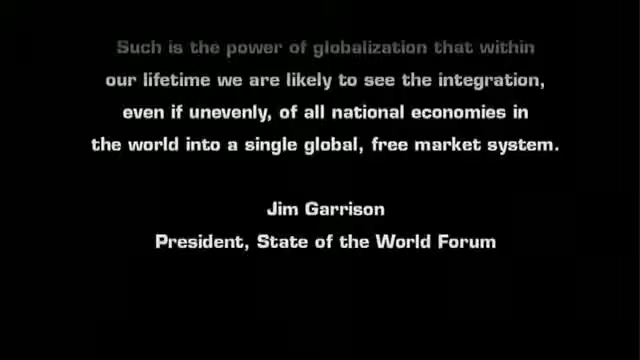 Such is the power of globalization that within
our lifetime we are likely to see the integration,
even if unevenly, of all national economies in
the world into a single global, free market system.
Jim Garrison
President, State of the World Forum